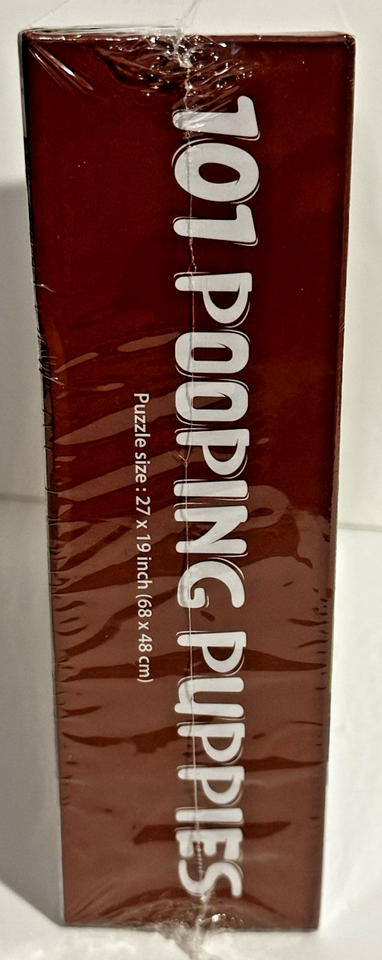 101 POOPING PUPPIES
Puzzle size : 27 x 19 inch (68 x 48 cm)